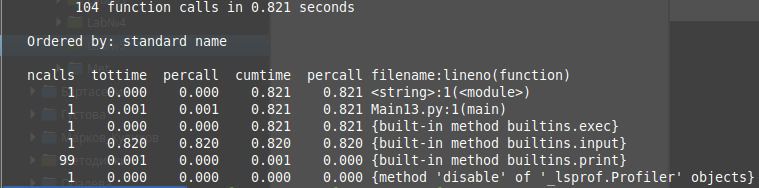 104 function calls in 0.821 seconds
Ordered by: standard name
ncalls tottime percall cumtime percall filename:lineno(function)
1 0.000 0.000 0.821 0.821 <string>:1(<module>)
1 0.001 0.001 0.821 0.821 Main13.py:1(main)
1 0.000 0.000 0.821 0.821 {built-in method builtins.exec}
1 0.820 0.820 0.820 0.820 {built-in method builtins.input}
99 0.001 0.000 0.001 0.000 {built-in method builtins.print}
1 0.000 0.000 0.000 0.000 {method 'disable' of '_lsprof.Profiler' objects}